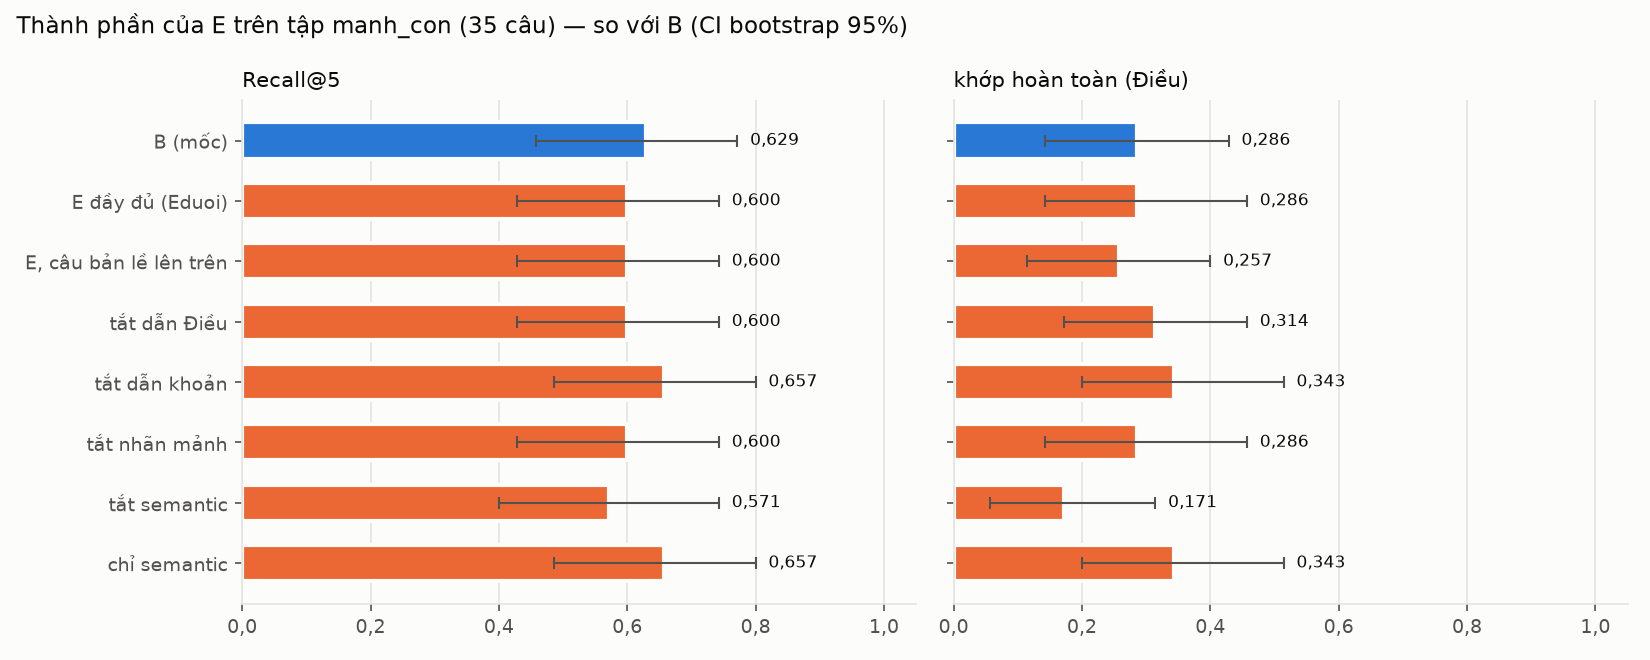 Thành phần của E trên tập manh_con (35 câu) — so với B (CI bootstrap 95%)
Recall@5
khớp hoàn toàn (Điều)
B (mốc) 0,629 0,286
E đầy đủ (Eduoi) 0,600 0,286
E, câu bản lề lên trên 0,600 0,257
tắt dẫn Điều 0,600 0,314
tắt dẫn khoản 0,657 0,343
tắt nhãn mảnh 0,600 0,286
tắt semantic 0,571 0,171
chỉ semantic 0,657 0,343
0,0 0,2 0,4 0,6 0,8 1,0 0,0 0,2 0,4 0,6 0,8 1,0